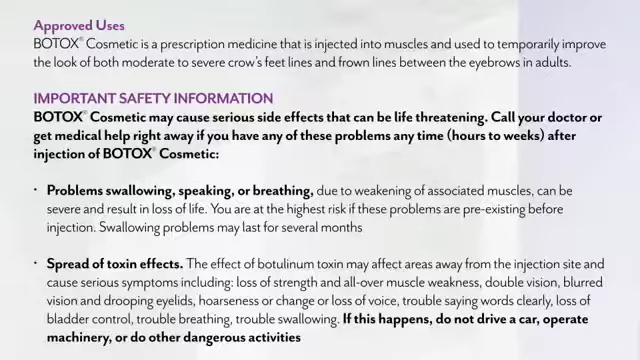 Approved Uses
BOTOX® Cosmetic is a prescription medicine that is injected into muscles and used to temporarily improve
the look of both moderate to severe crow's feet lines and frown lines between the eyebrows in adults.
IMPORTANT SAFETY INFORMATION
BOTOX® Cosmetic may cause serious side effects that can be life threatening. Call your doctor or
get medical help right away if you have any of these problems any time (hours to weeks) after
injection of BOTOX® Cosmetic:
• Problems swallowing, speaking, or breathing, due to weakening of associated muscles, can be
severe and result in loss of life. You are at the highest risk if these problems are pre-existing before
injection. Swallowing problems may last for several months
• Spread of toxin effects. The effect of botulinum toxin may affect areas away from the injection site and
cause serious symptoms including: loss of strength and all-over muscle weakness, double vision, blurred
vision and drooping eyelids, hoarseness or change or loss of voice, trouble saying words clearly, loss of
bladder control, trouble breathing, trouble swallowing. If this happens, do not drive a car, operate
machinery, or do other dangerous activities